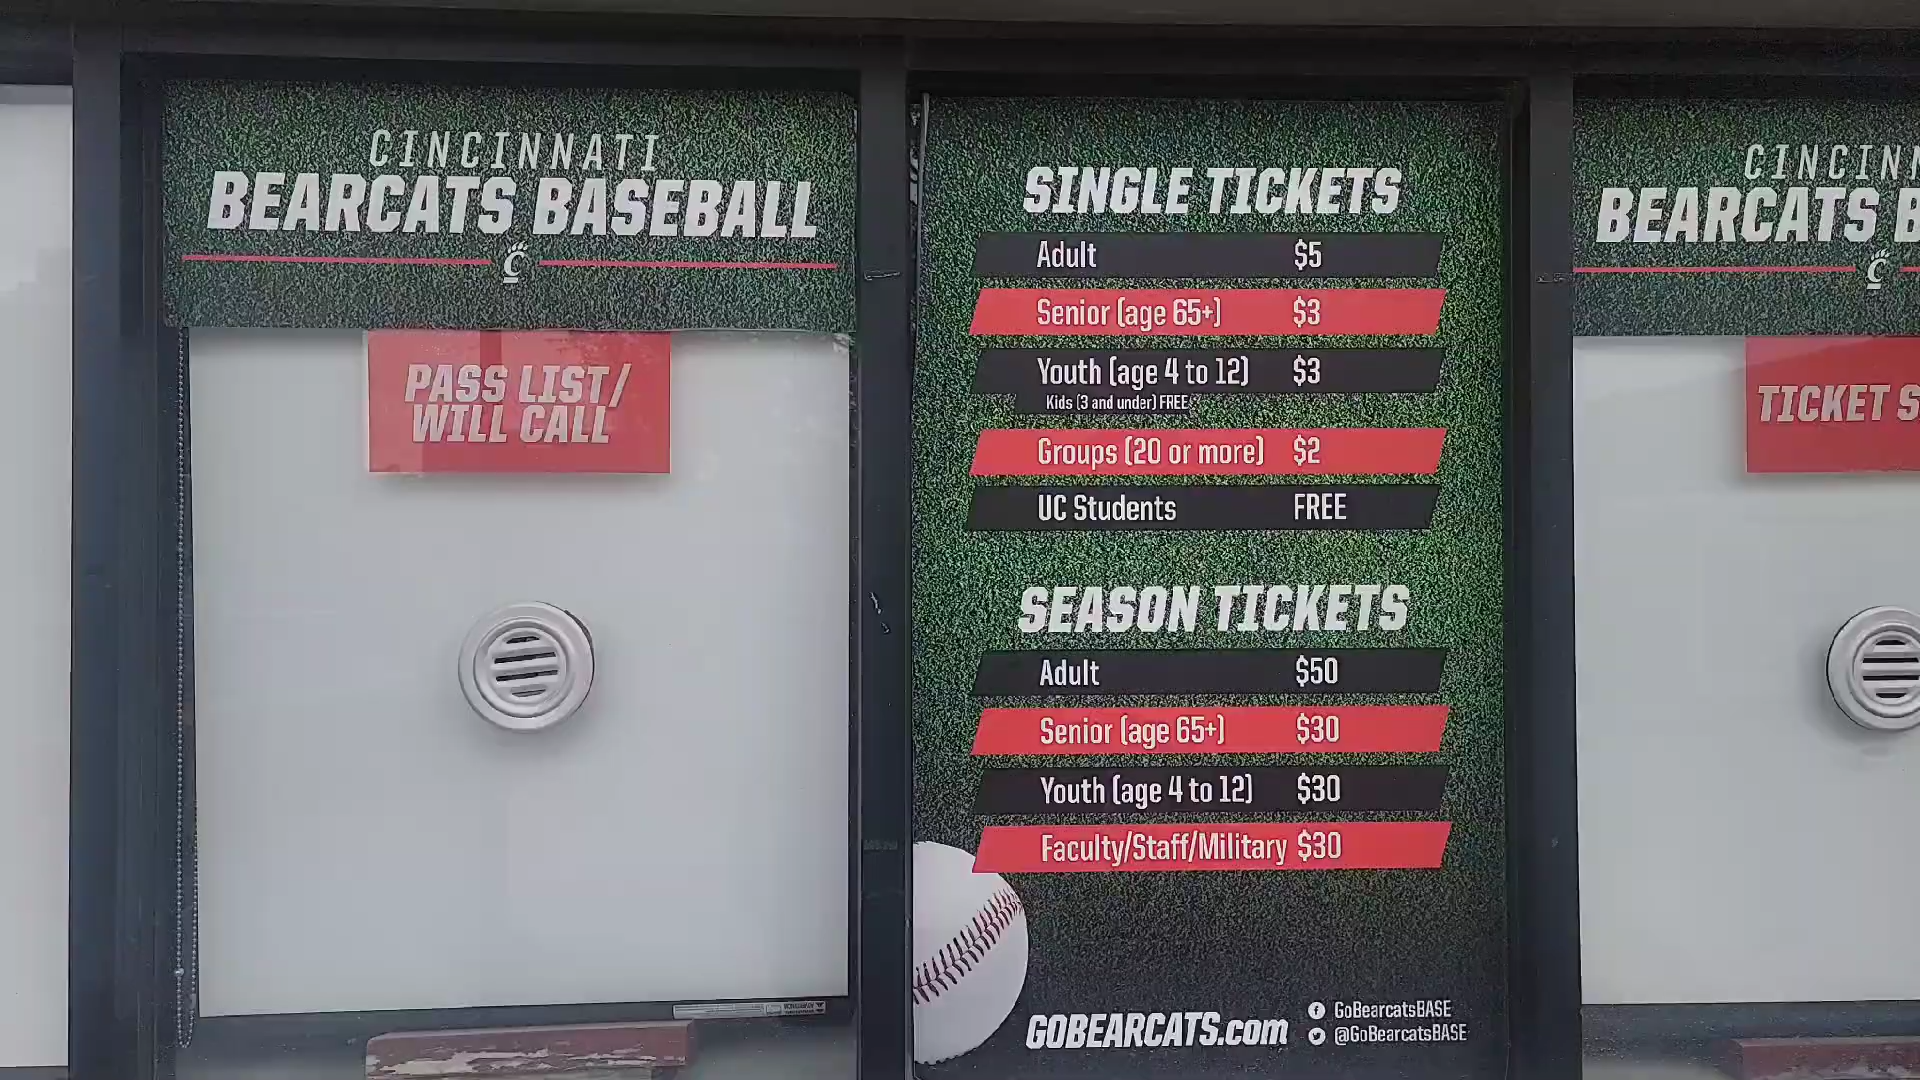 CINCINNATI
BEARCATS BASEBALL
C
PASS LIST/
WILL CALL
SINGLE TICKETS
Adult $5
Senior (age 65+) $3
Youth (age 4 to 12) $3
Kids (3 and under) FREE
Groups (20 or more) $2
UC Students FREE
SEASON TICKETS
Adult $50
Senior (age 65+) $30
Youth (age 4 to 12) $30
Faculty/Staff/Military $30
GOBEARCATS.com
GoBearcatsBASE
@GoBearcatsBASE
CINCINN
BEARCATS B
C
TICKET S